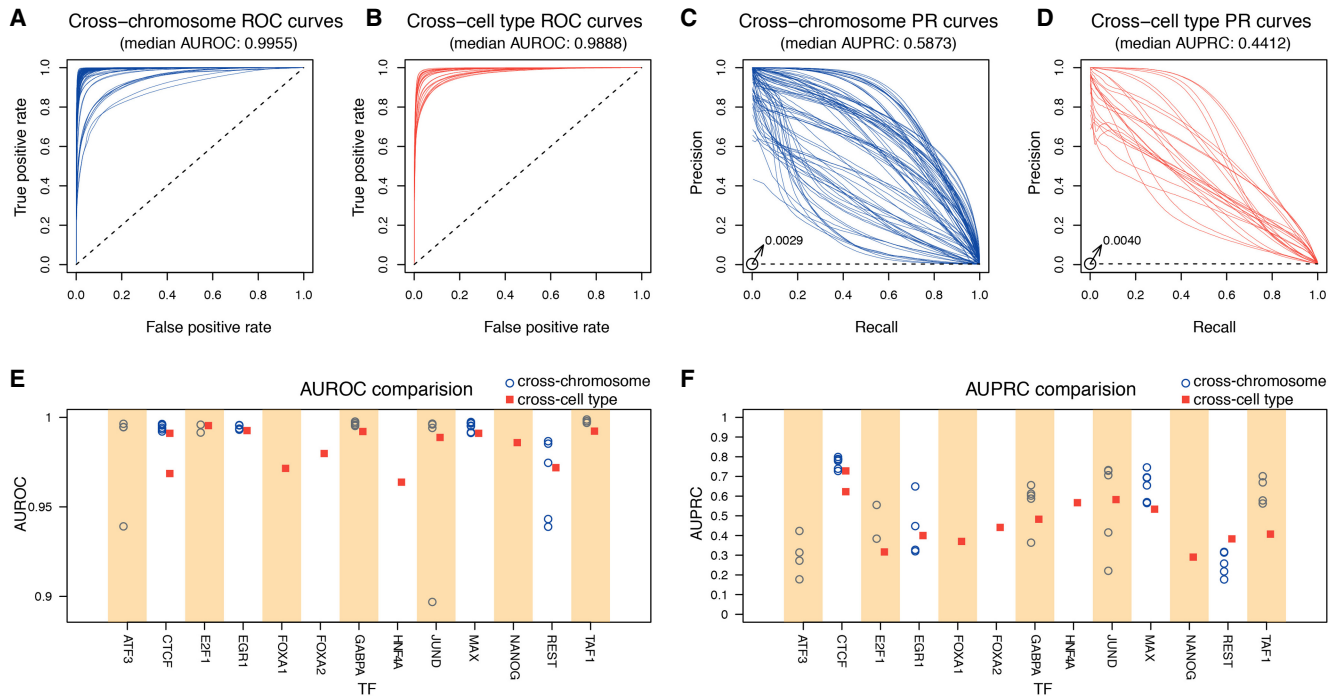 A
Cross−chromosome ROC curves
(median AUROC: 0.9955)
True positive rate
0.0 0.2 0.4 0.6 0.8 1.0
0.0 0.2 0.4 0.6 0.8 1.0
False positive rate
B
Cross−cell type ROC curves
(median AUROC: 0.9888)
True positive rate
0.0 0.2 0.4 0.6 0.8 1.0
0.0 0.2 0.4 0.6 0.8 1.0
False positive rate
C
Cross−chromosome PR curves
(median AUPRC: 0.5873)
Precision
0.0 0.2 0.4 0.6 0.8 1.0
0.0029
0.0 0.2 0.4 0.6 0.8 1.0
Recall
D
Cross−cell type PR curves
(median AUPRC: 0.4412)
Precision
0.0 0.2 0.4 0.6 0.8 1.0
0.0040
0.0 0.2 0.4 0.6 0.8 1.0
Recall
E
AUROC comparision
cross−chromosome
cross−cell type
AUROC
1
0.95
0.9
ATF3 CTCF E2F1 EGR1 FOXA1 FOXA2 GABPA HNF4A JUND MAX NANOG REST TAF1
TF
F
AUPRC comparision
cross−chromosome
cross−cell type
AUPRC
1
0.9
0.8
0.7
0.6
0.5
0.4
0.3
0.2
0.1
0
ATF3 CTCF E2F1 EGR1 FOXA1 FOXA2 GABPA HNF4A JUND MAX NANOG REST TAF1
TF